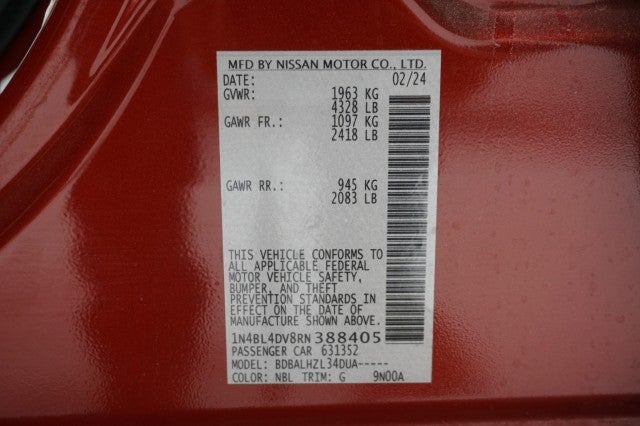 MFD BY NISSAN MOTOR CO., LTD.
DATE: 02/24
GVWR: 1963 KG
4328 LB
GAWR FR.: 1097 KG
2418 LB
GAWR RR.: 945 KG
2083 LB
THIS VEHICLE CONFORMS TO
ALL APPLICABLE FEDERAL
MOTOR VEHICLE SAFETY,
BUMPER, AND THEFT
PREVENTION STANDARDS IN
EFFECT ON THE DATE OF
MANUFACTURE SHOWN ABOVE.
1N4BL4DV8RN388405
PASSENGER CAR 631352
MODEL: BDBALHZL34DUA-----
COLOR: NBL TRIM: G 9N00A